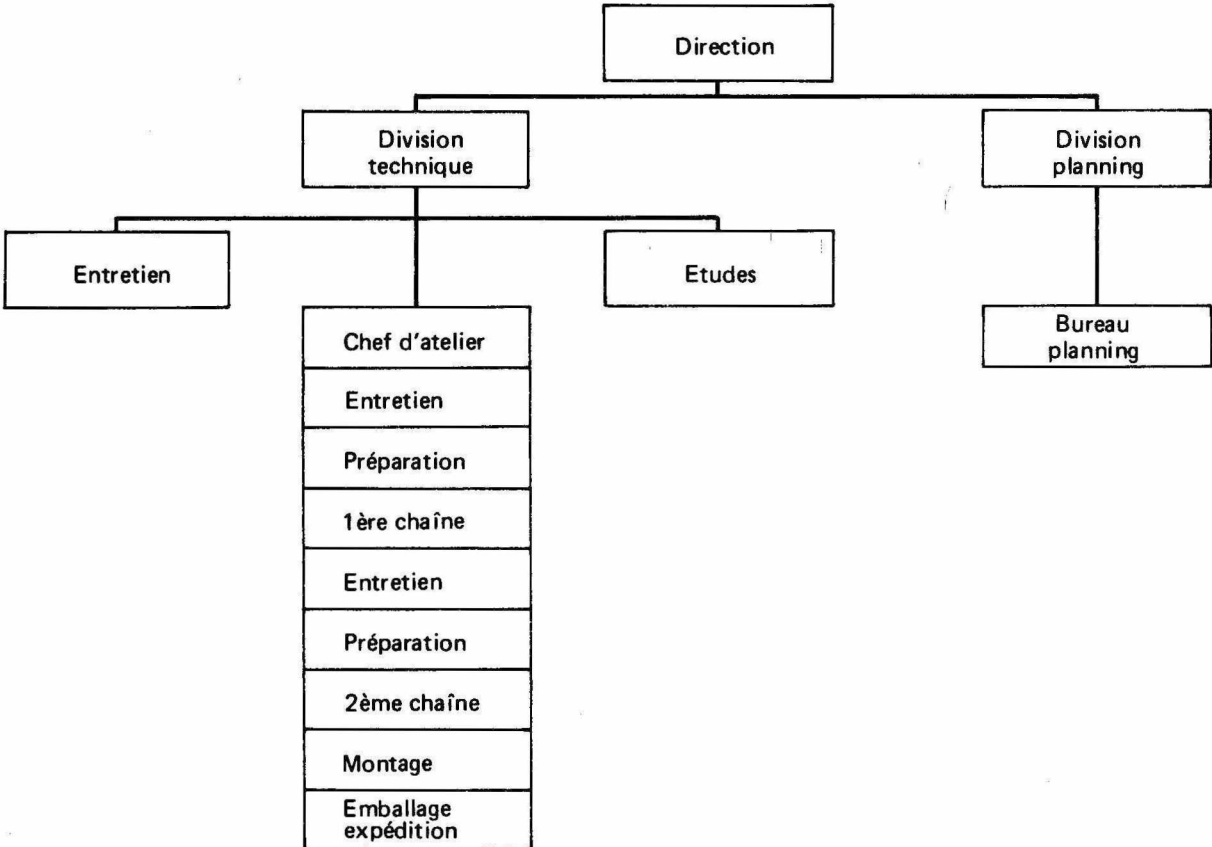 Direction
Division
technique
Division
planning
Entretien
Etudes
Chef d'atelier
Entretien
Préparation
1ère chaîne
Entretien
Préparation
2ème chaîne
Montage
Emballage
expédition
Bureau
planning